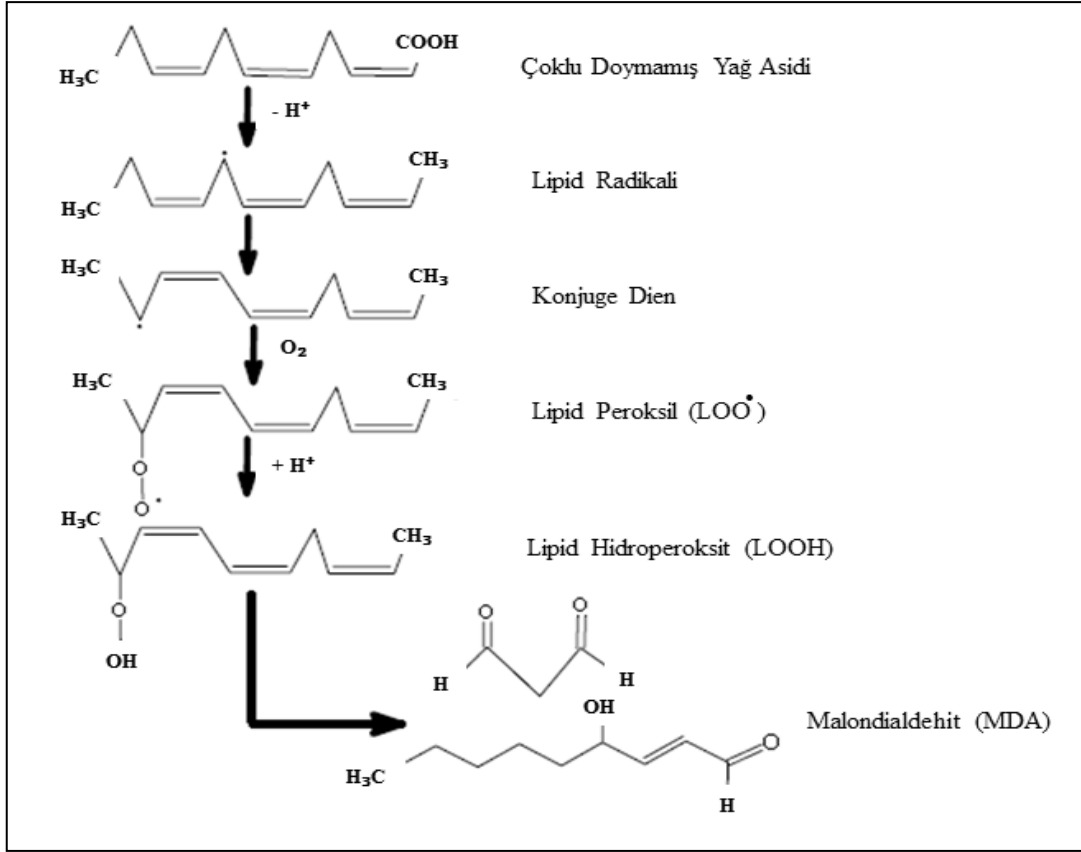 COOH
H₃C
Çoklu Doymamış Yağ Asidi
- H⁺
CH₃
H₃C
Lipid Radikali
H₃C
CH₃
Konjuge Dien
O₂
H₃C
CH₃
Lipid Peroksil (LOO•)
O
+ H⁺
O•
H₃C
CH₃
Lipid Hidroperoksit (LOOH)
O
OH
O
O
H
H
OH
Malondialdehit (MDA)
O
H₃C
H